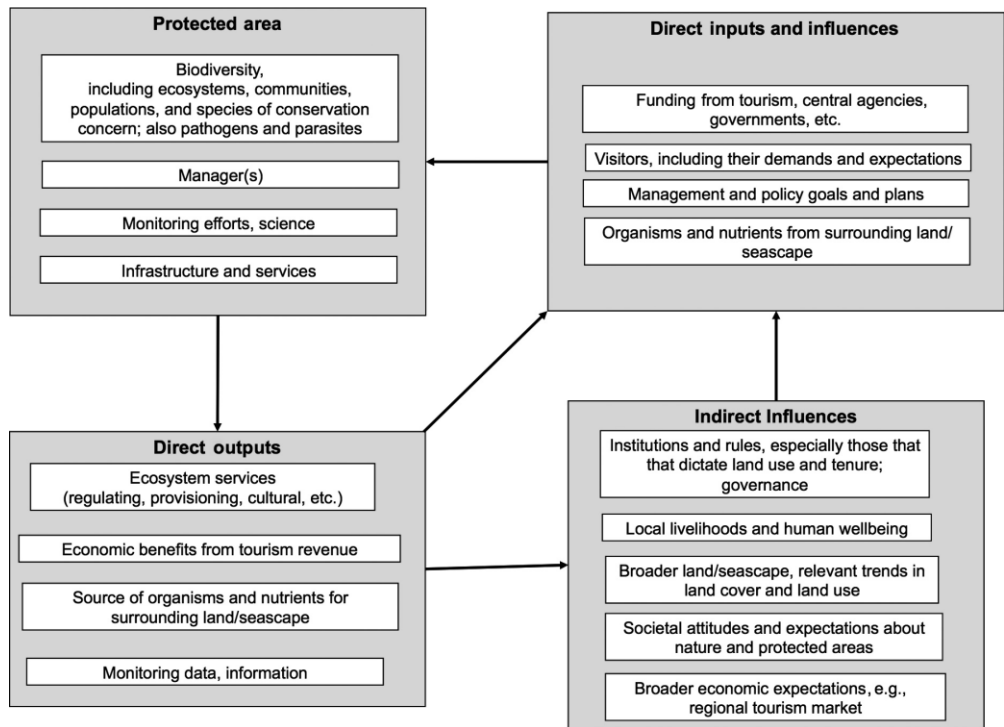 Protected area
Biodiversity,
including ecosystems, communities,
populations, and species of conservation
concern; also pathogens and parasites
Manager(s)
Monitoring efforts, science
Infrastructure and services
Direct inputs and influences
Funding from tourism, central agencies,
governments, etc.
Visitors, including their demands and expectations
Management and policy goals and plans
Organisms and nutrients from surrounding land/
seascape
Direct outputs
Ecosystem services
(regulating, provisioning, cultural, etc.)
Economic benefits from tourism revenue
Source of organisms and nutrients for
surrounding land/seascape
Monitoring data, information
Indirect Influences
Institutions and rules, especially those that
that dictate land use and tenure;
governance
Local livelihoods and human wellbeing
Broader land/seascape, relevant trends in
land cover and land use
Societal attitudes and expectations about
nature and protected areas
Broader economic expectations, e.g.,
regional tourism market